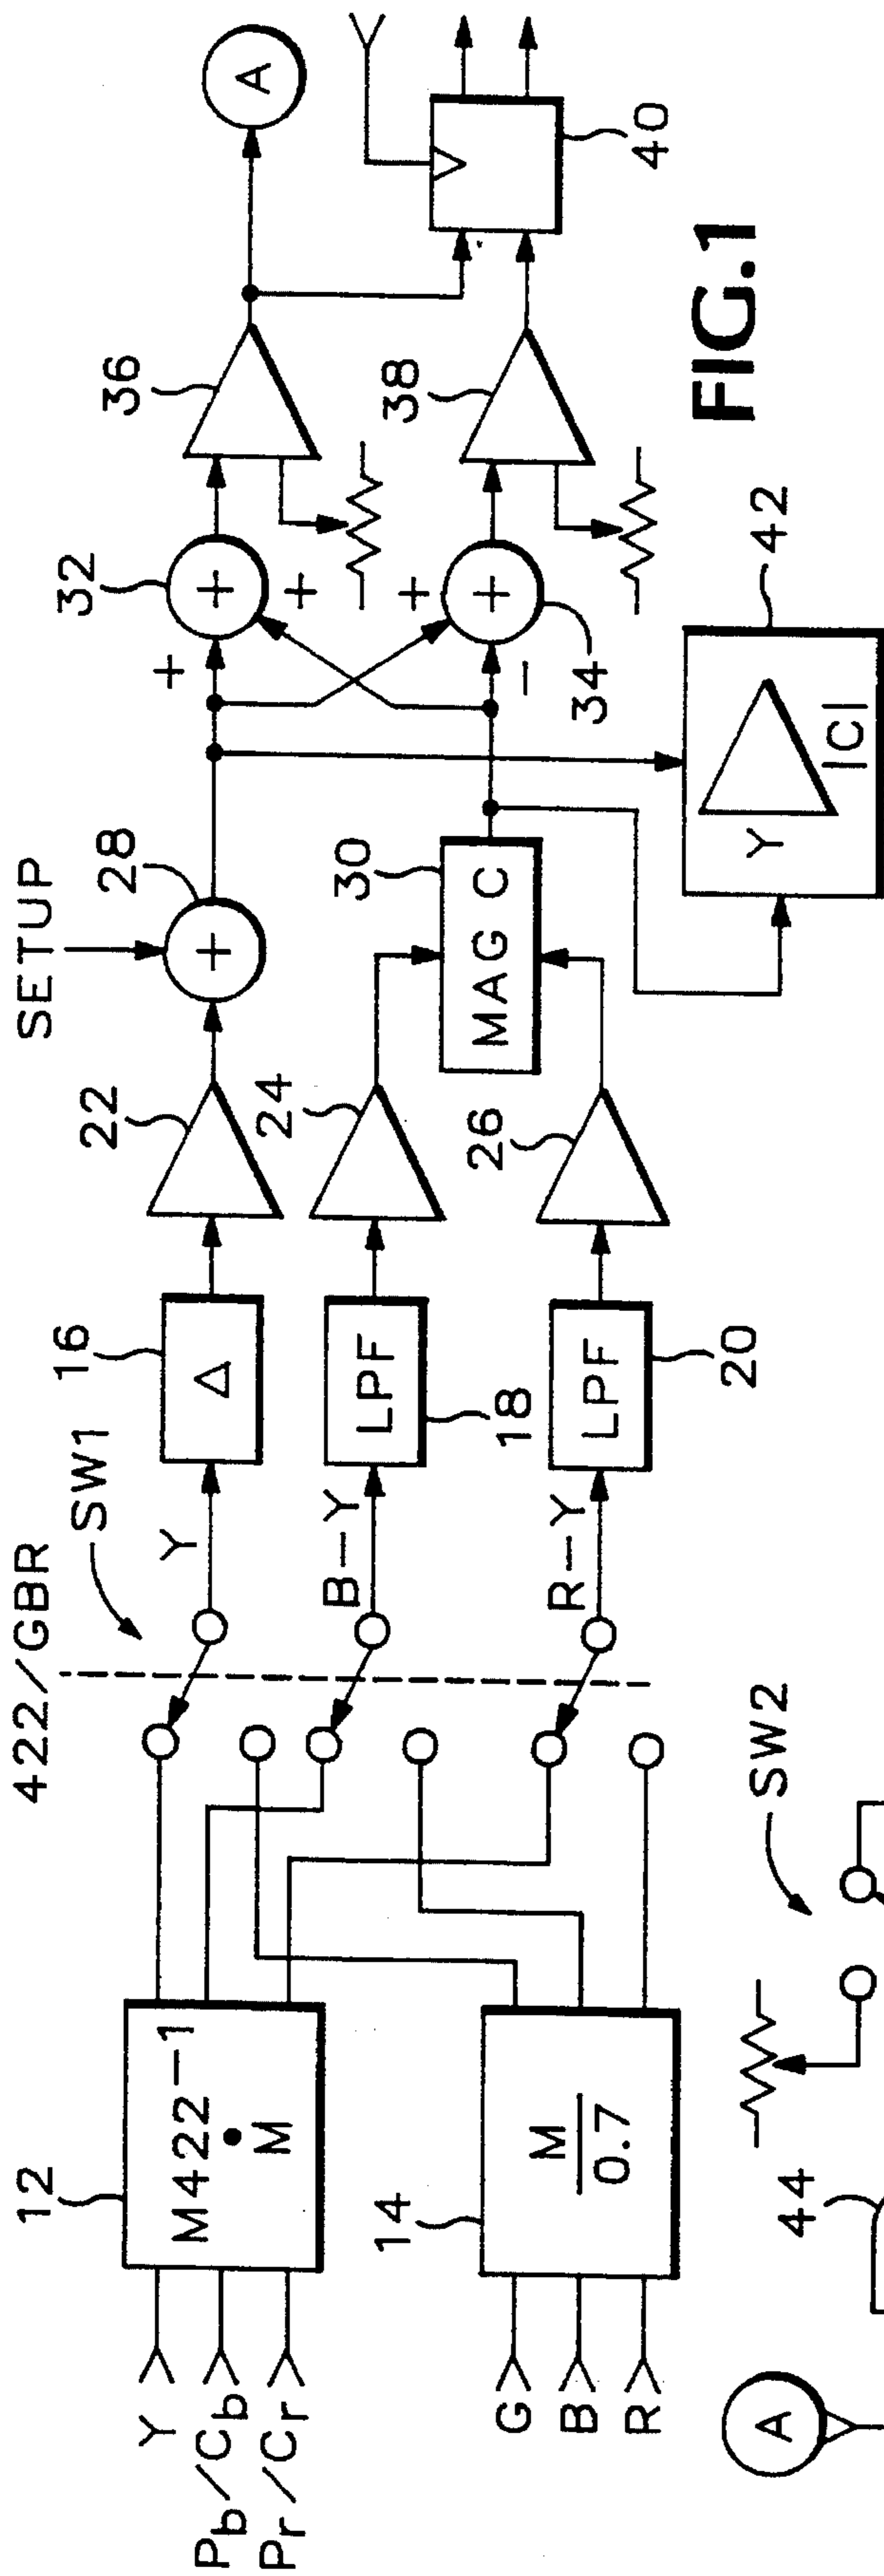 422/GBR
SW1
SETUP
Y
Pb/Cb
Pr/Cr
12
M422⁻¹
•
M
G
B
R
14
M
0.7
Y
B-Y
R-Y
16
Δ
18
LPF
20
LPF
22
24
26
28
+
30
MAG C
32
+
+
+
34
+
+
−
36
38
A
40
42
Y
|C|
FIG.1
A
44
SW2